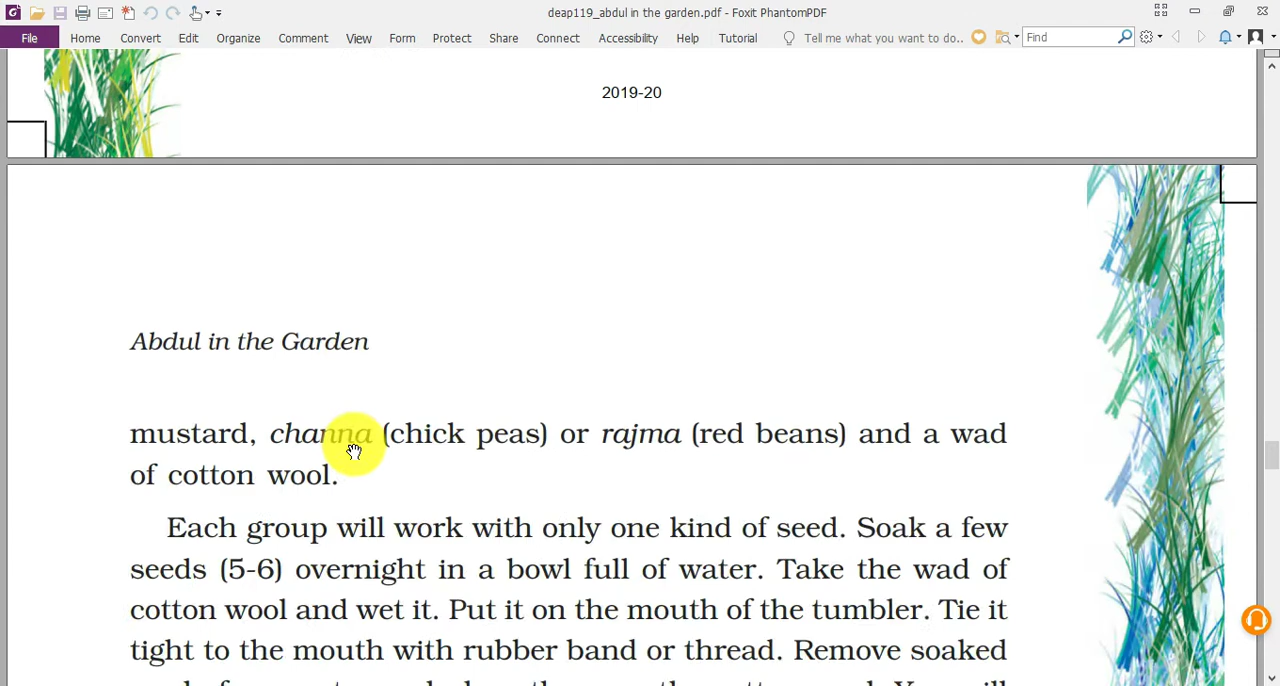 deap119_abdul in the garden.pdf - Foxit PhantomPDF
File Home Convert Edit Organize Comment View Form Protect Share Connect Accessibility Help Tutorial Tell me what you want to do.. Find
2019-20
Abdul in the Garden
mustard, channa (chick peas) or rajma (red beans) and a wad
of cotton wool.
Each group will work with only one kind of seed. Soak a few
seeds (5-6) overnight in a bowl full of water. Take the wad of
cotton wool and wet it. Put it on the mouth of the tumbler. Tie it
tight to the mouth with rubber band or thread. Remove soaked